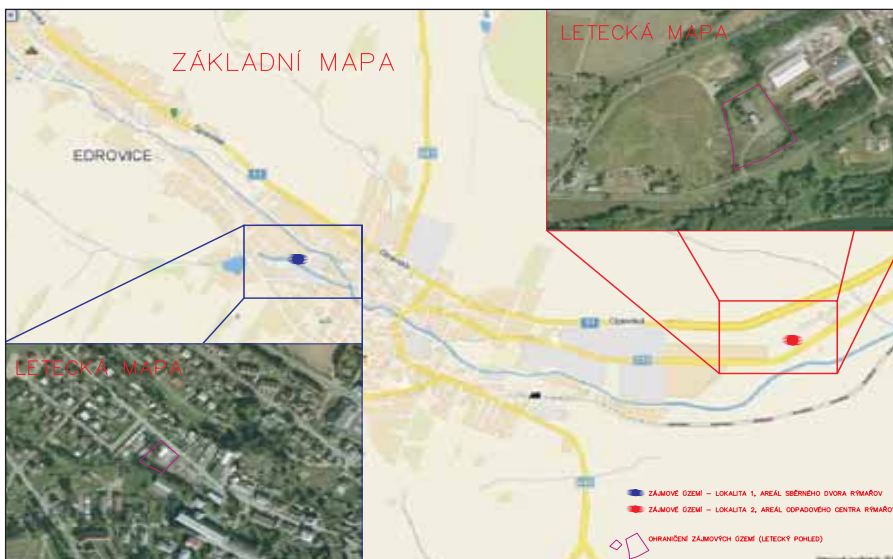 ZÁKLADNÍ MAPA
LETECKÁ MAPA
EDROVICE
Opavská
LETECKÁ MAPA
ZÁJMOVÉ ÚZEMÍ – LOKALITA 1, AREÁL SBĚRNÉHO DVORA RÝMAŘOV
ZÁJMOVÉ ÚZEMÍ – LOKALITA 2, AREÁL ODPADOVÉHO CENTRA RÝMAŘOV
OHRANIČENÍ ZÁJMOVÝCH ÚZEMÍ (LETECKÝ POHLED)